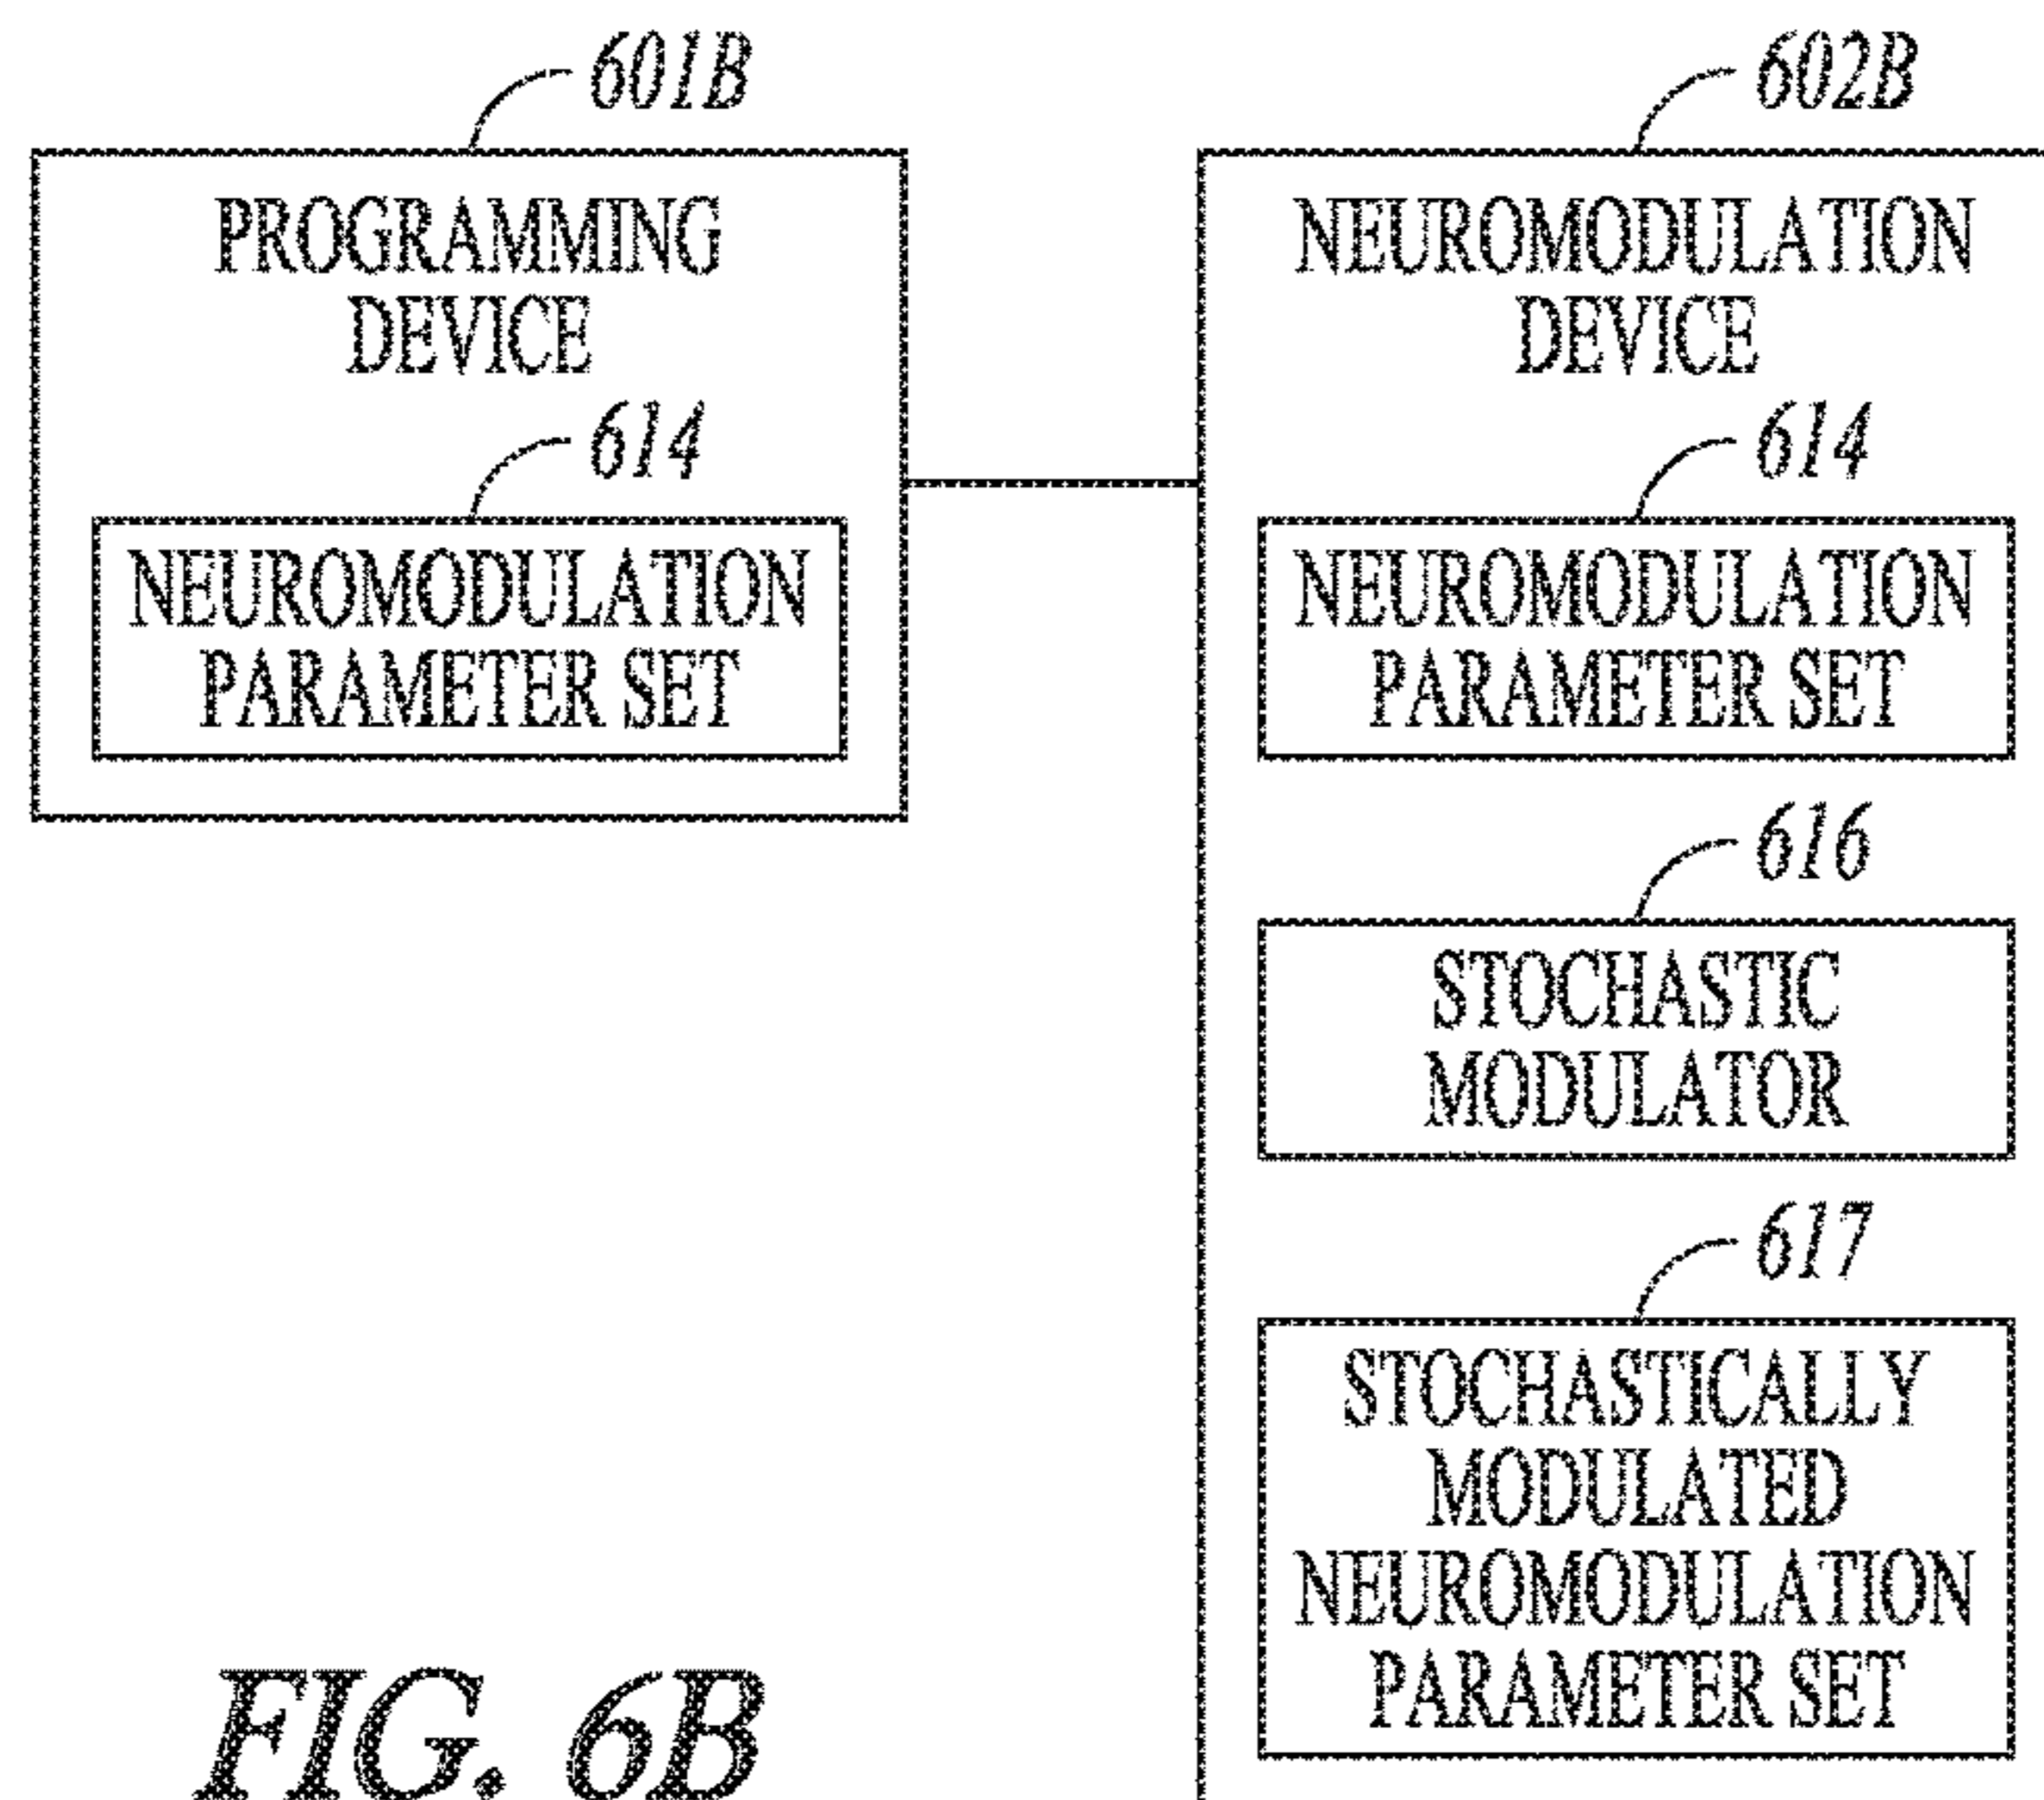 601B
PROGRAMMING
DEVICE
614
NEUROMODULATION
PARAMETER SET
602B
NEUROMODULATION
DEVICE
614
NEUROMODULATION
PARAMETER SET
616
STOCHASTIC
MODULATOR
617
STOCHASTICALLY
MODULATED
NEUROMODULATION
PARAMETER SET
FIG. 6B